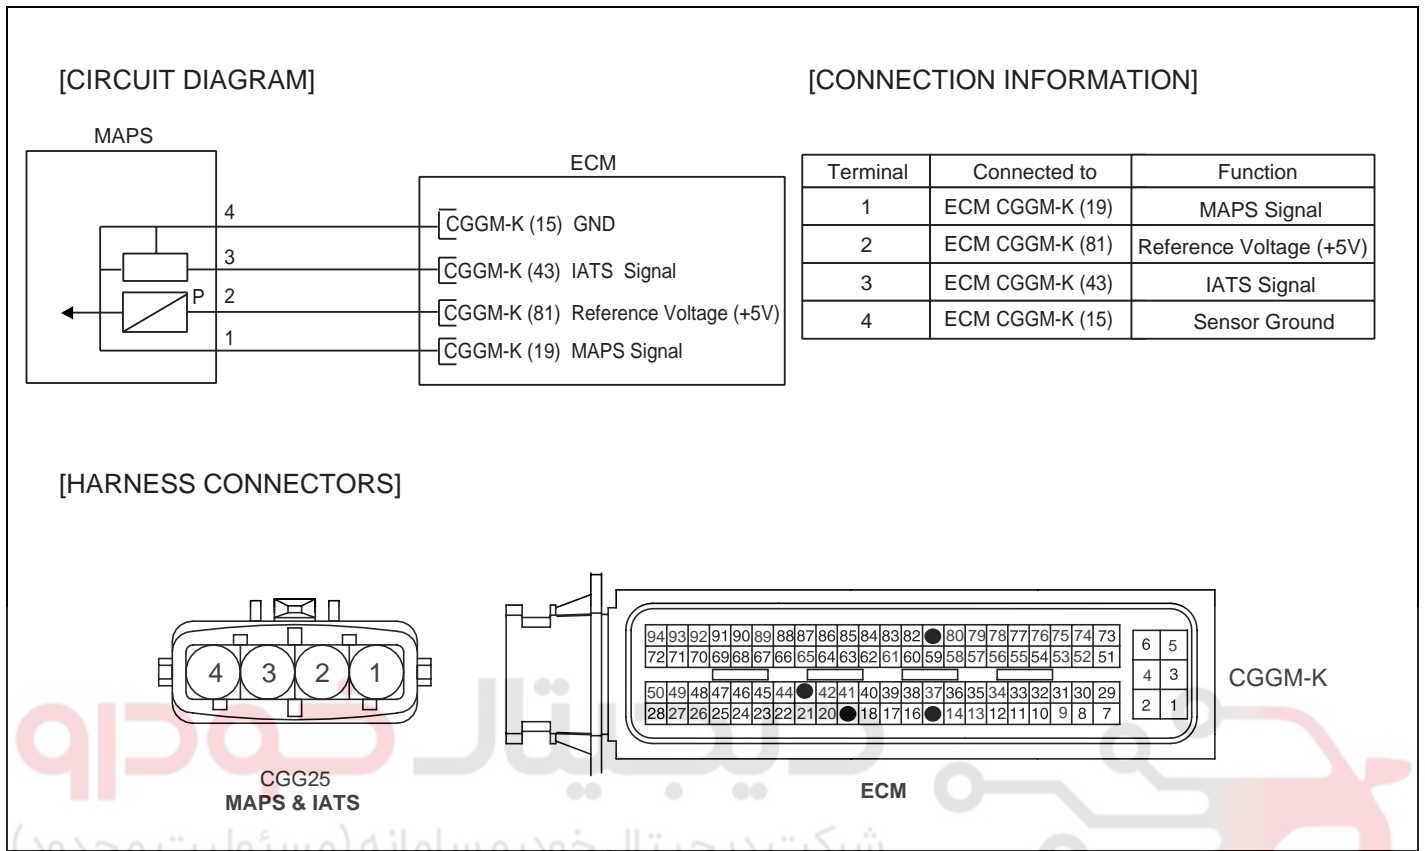 [CIRCUIT DIAGRAM]
MAPS
ECM
4
3
P 2
1
CGGM-K (15) GND
CGGM-K (43) IATS Signal
CGGM-K (81) Reference Voltage (+5V)
CGGM-K (19) MAPS Signal
[CONNECTION INFORMATION]
Terminal Connected to Function
1 ECM CGGM-K (19) MAPS Signal
2 ECM CGGM-K (81) Reference Voltage (+5V)
3 ECM CGGM-K (43) IATS Signal
4 ECM CGGM-K (15) Sensor Ground
[HARNESS CONNECTORS]
4 3 2 1
CGG25
MAPS & IATS
94 93 92 91 90 89 88 87 86 85 84 83 82 80 79 78 77 76 75 74 73
72 71 70 69 68 67 66 65 64 63 62 61 60 59 58 57 56 55 54 53 52 51
50 49 48 47 46 45 44 42 41 40 39 38 37 36 35 34 33 32 31 30 29
28 27 26 25 24 23 22 21 20 18 17 16 14 13 12 11 10 9 8 7
6 5
4 3
2 1
CGGM-K
ECM
دیجیتال خودرو
شرکت دیجیتال خودرو سامانه (مسئولیت محدود)